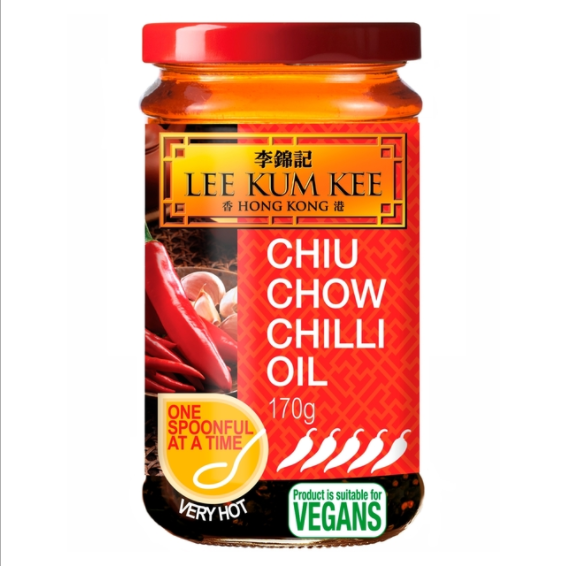 李錦記
LEE KUM KEE
香 HONG KONG 港
CHIU
CHOW
CHILLI
OIL
170g
ONE
SPOONFUL
AT A TIME
VERY HOT
Product is suitable for
VEGANS